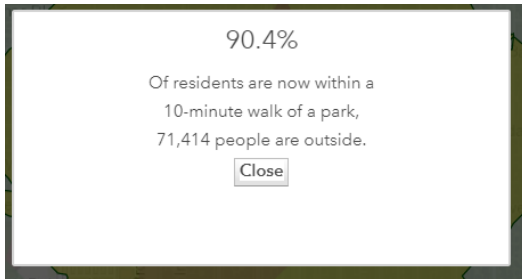 90.4%
Of residents are now within a
10-minute walk of a park,
71,414 people are outside.
Close